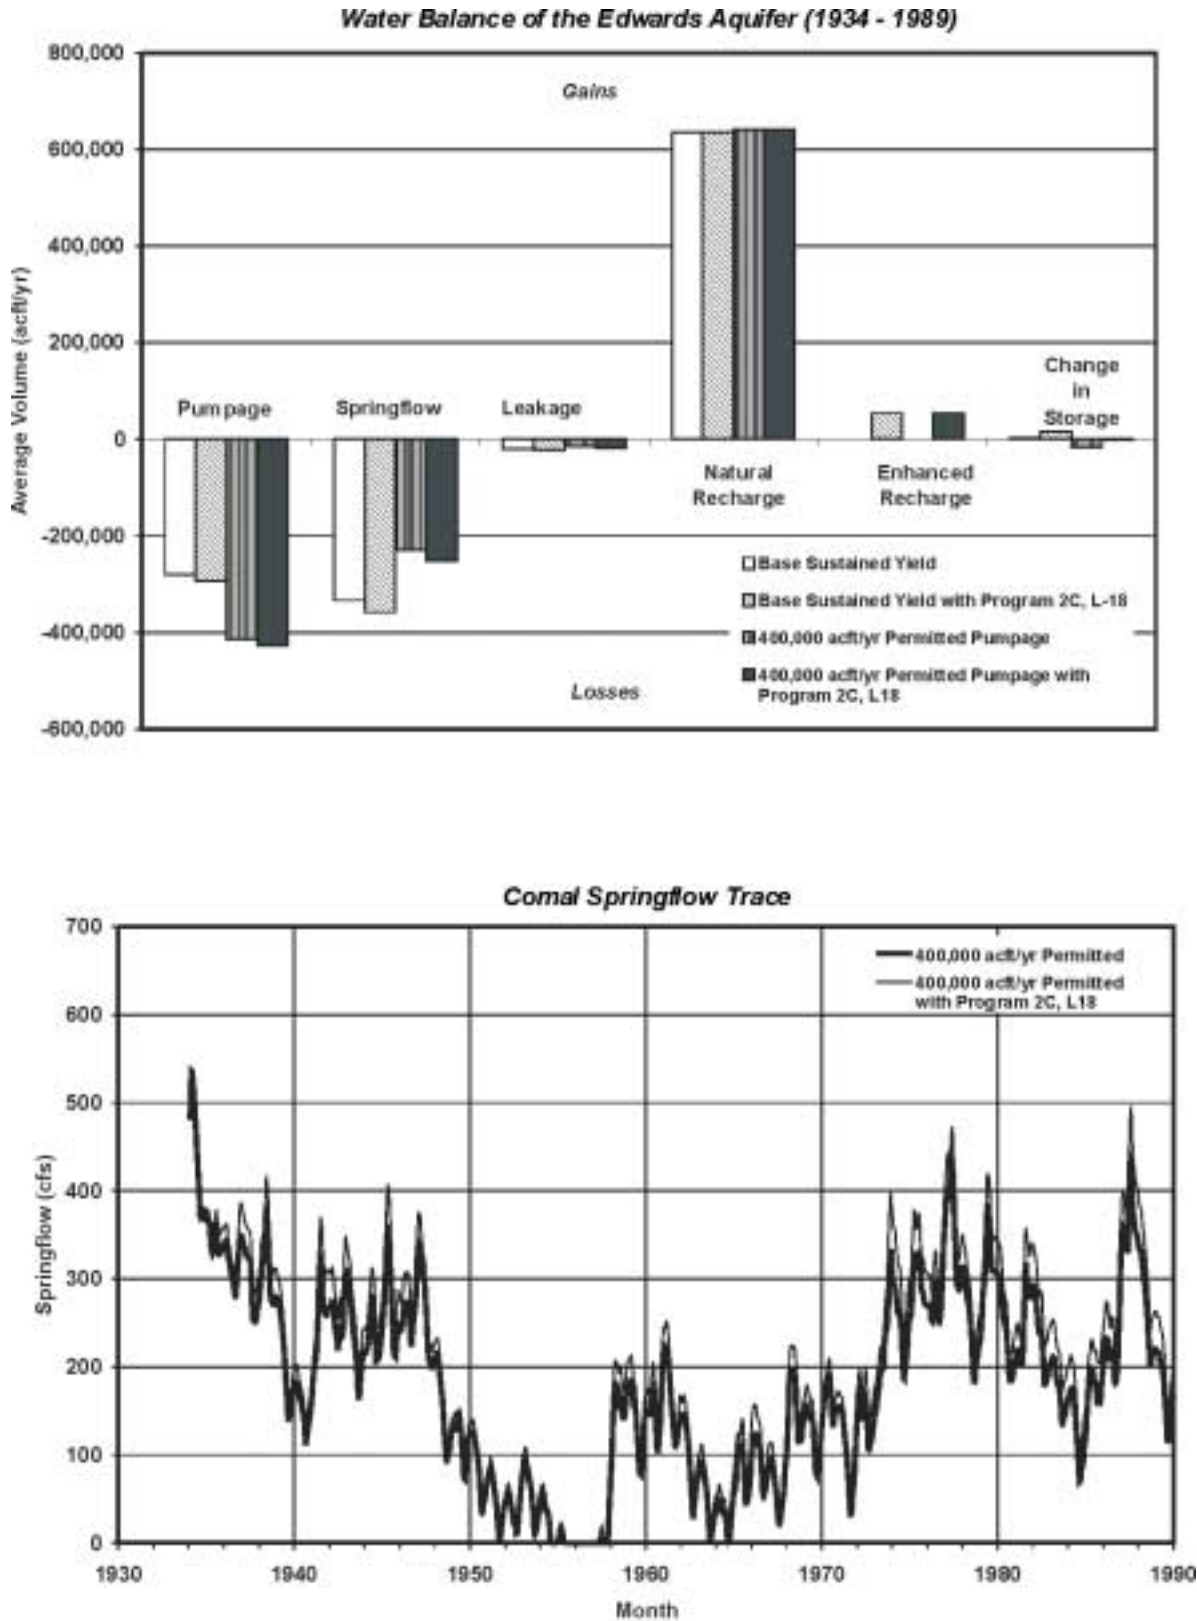 Water Balance of the Edwards Aquifer (1934 - 1989)
800,000
600,000
400,000
200,000
0
-200,000
-400,000
-600,000
Average Volume (acft/yr)
Gains
Pumpage
Springflow
Leakage
Natural
Recharge
Enhanced
Recharge
Change
in
Storage
Base Sustained Yield
Base Sustained Yield with Program 2C, L-18
400,000 acft/yr Permitted Pumpage
400,000 acft/yr Permitted Pumpage with
Program 2C, L18
Losses
Comal Springflow Trace
700
600
500
400
300
200
100
0
Springflow (cfs)
400,000 acft/yr Permitted
400,000 acft/yr Permitted
with Program 2C, L18
1930
1940
1950
1960
1970
1980
1990
Month